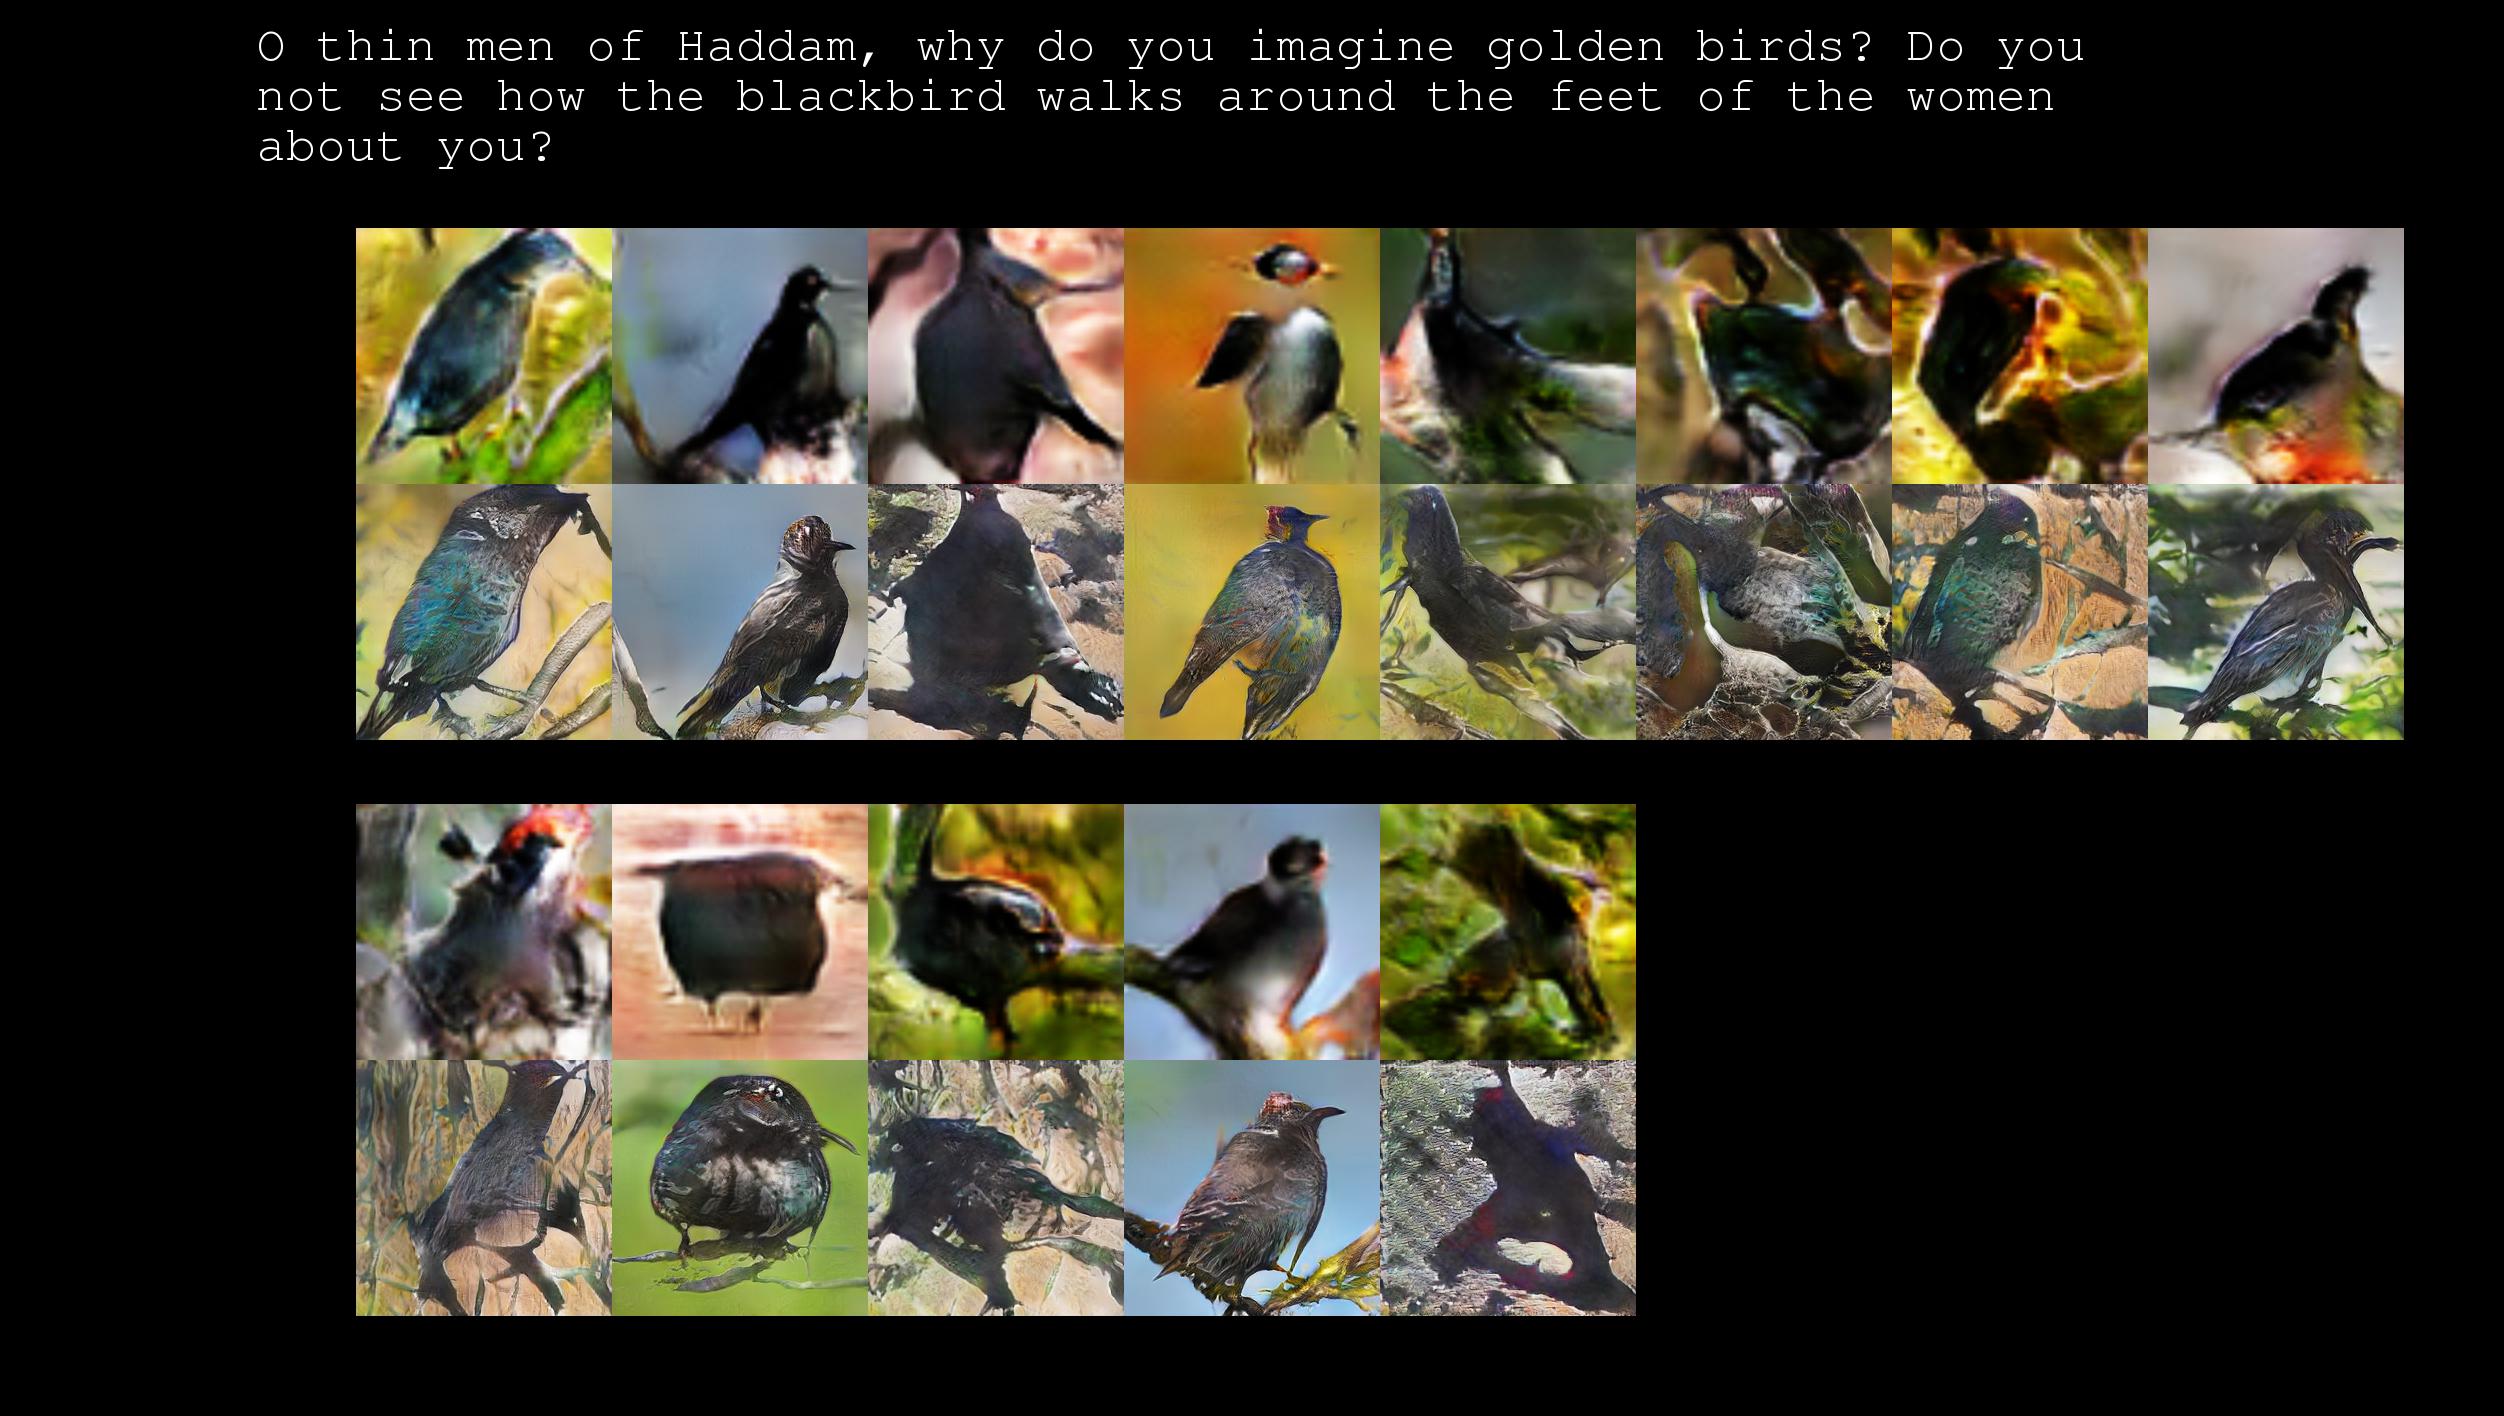 O thin men of Haddam, why do you imagine golden birds? Do you
not see how the blackbird walks around the feet of the women
about you?